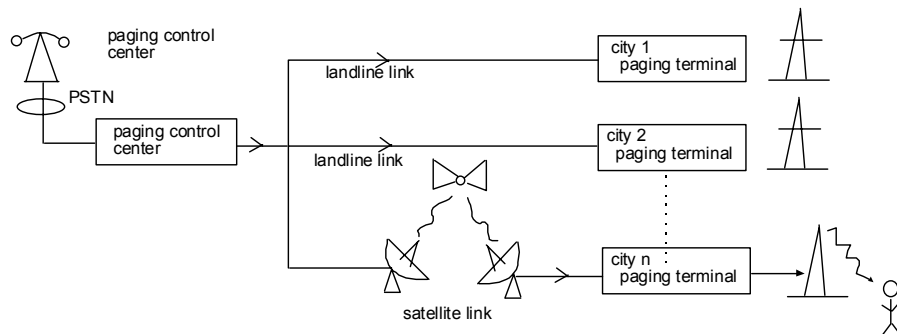 paging control
center
PSTN
paging control
center
landline link
city 1
paging terminal
landline link
city 2
paging terminal
city n
paging terminal
satellite link